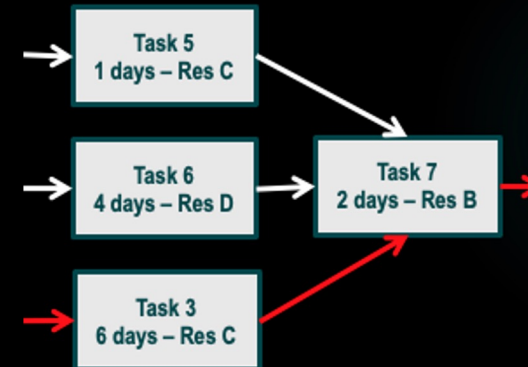 Task 5
1 days – Res C
Task 6
4 days – Res D
Task 7
2 days – Res B
Task 3
6 days – Res C